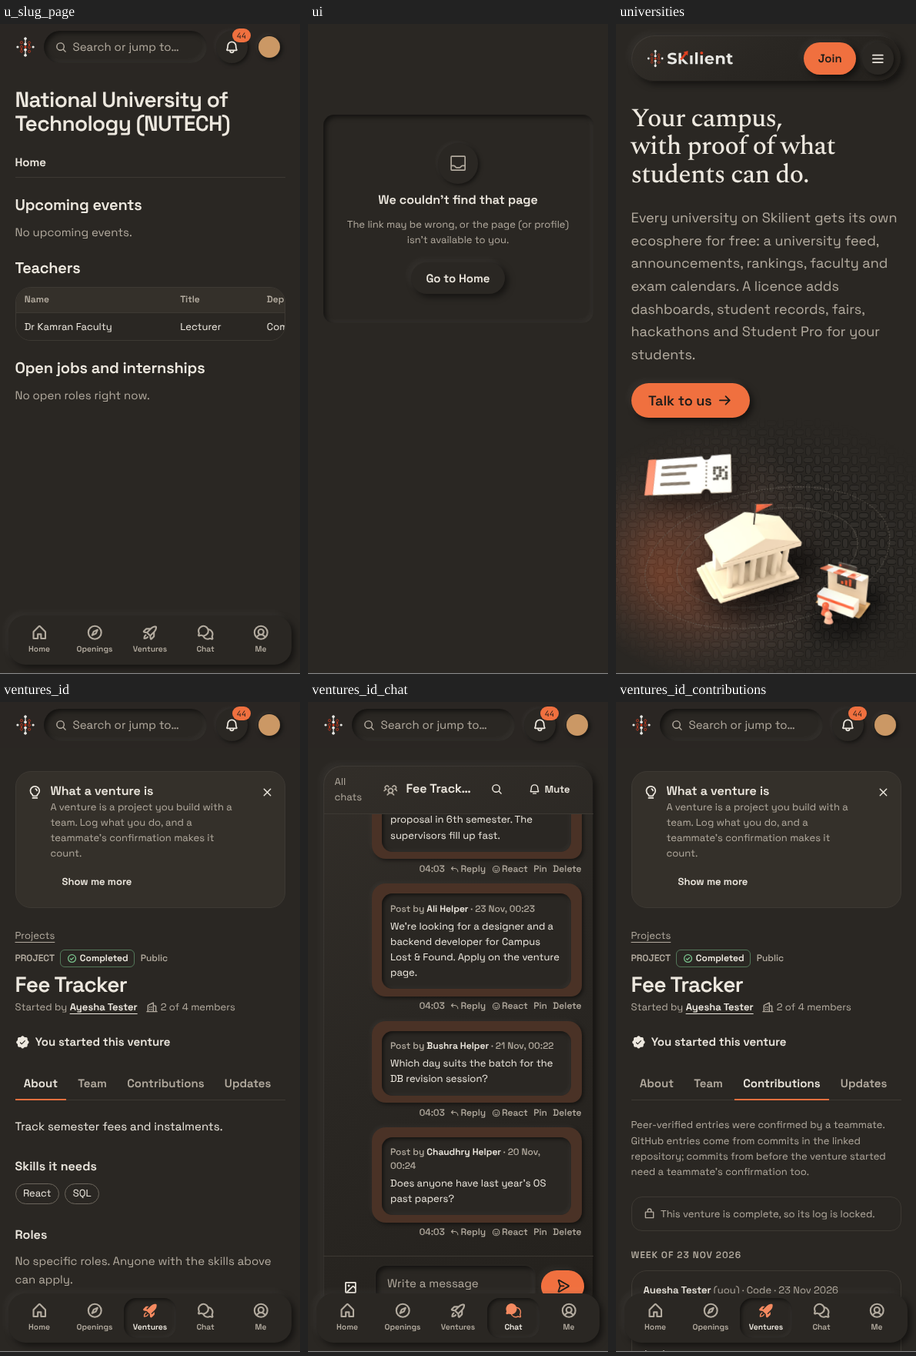 u_slug_page
44
Search or jump to...
National University of
Technology (NUTECH)
Home
Upcoming events
No upcoming events.
Teachers
Name Title Dep
Dr Kamran Faculty Lecturer Com
Open jobs and internships
No open roles right now.
Home Openings Ventures Chat Me
ui
We couldn't find that page
The link may be wrong, or the page (or profile)
isn't available to you.
Go to Home
universities
Skilient Join
Your campus,
with proof of what
students can do.
Every university on Skilient gets its own
ecosphere for free: a university feed,
announcements, rankings, faculty and
exam calendars. A licence adds
dashboards, student records, fairs,
hackathons and Student Pro for your
students.
Talk to us →
ventures_id
44
Search or jump to...
What a venture is
A venture is a project you build with a
team. Log what you do, and a
teammate's confirmation makes it
count.
Show me more
Projects
PROJECT Completed Public
Fee Tracker
Started by Ayesha Tester 2 of 4 members
You started this venture
About Team Contributions Updates
Track semester fees and instalments.
Skills it needs
React SQL
Roles
No specific roles. Anyone with the skills above
can apply.
Home Openings Ventures Chat Me
ventures_id_chat
44
Search or jump to...
All
chats
Fee Track... Mute
proposal in 6th semester. The
supervisors fill up fast.
04:03 Reply React Pin Delete
Post by Ali Helper · 23 Nov, 00:23
We're looking for a designer and a
backend developer for Campus
Lost & Found. Apply on the venture
page.
04:03 Reply React Pin Delete
Post by Bushra Helper · 21 Nov, 00:22
Which day suits the batch for the
DB revision session?
04:03 Reply React Pin Delete
Post by Chaudhry Helper · 20 Nov,
00:24
Does anyone have last year's OS
past papers?
04:03 Reply React Pin Delete
Write a message
Home Openings Ventures Chat Me
ventures_id_contributions
44
Search or jump to...
What a venture is
A venture is a project you build with a
team. Log what you do, and a
teammate's confirmation makes it
count.
Show me more
Projects
PROJECT Completed Public
Fee Tracker
Started by Ayesha Tester 2 of 4 members
You started this venture
About Team Contributions Updates
Peer-verified entries were confirmed by a teammate.
GitHub entries come from commits in the linked
repository; commits from before the venture started
need a teammate's confirmation too.
This venture is complete, so its log is locked.
WEEK OF 23 NOV 2026
Ayesha Tester (you) · Code · 23 Nov 2026
Home Openings Ventures Chat Me